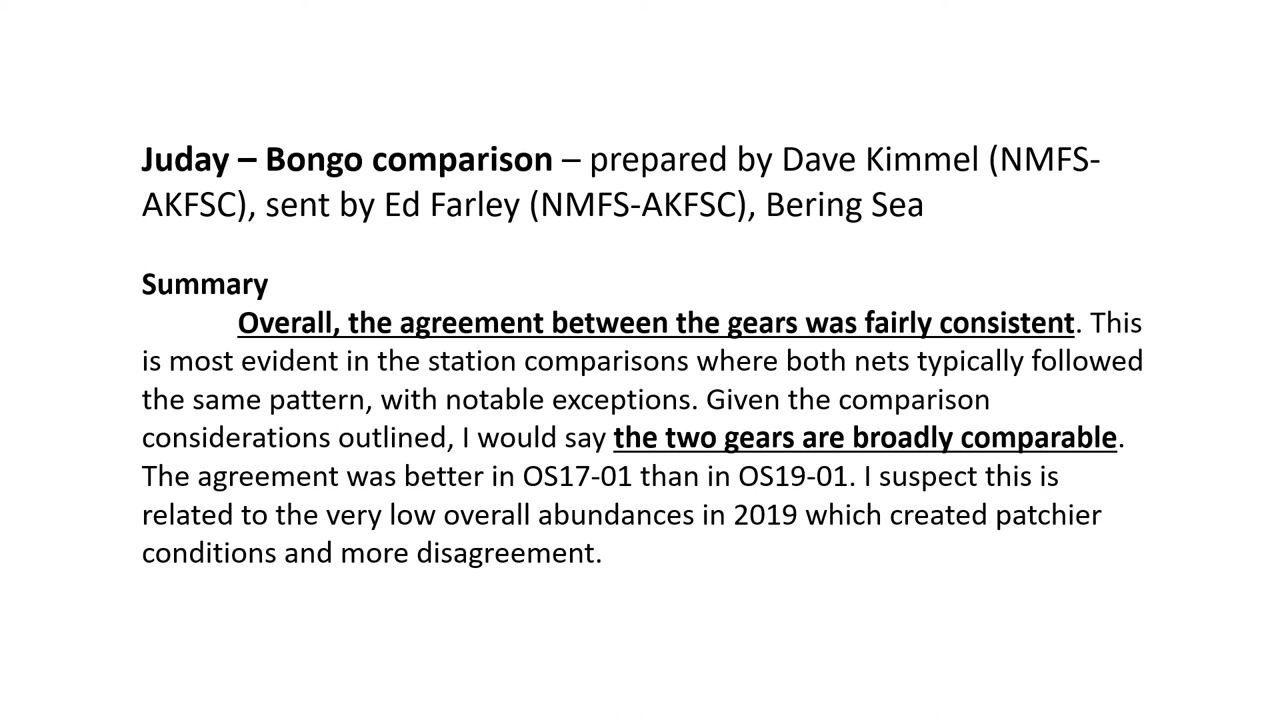 Juday – Bongo comparison – prepared by Dave Kimmel (NMFS-
AKFSC), sent by Ed Farley (NMFS-AKFSC), Bering Sea
Summary
Overall, the agreement between the gears was fairly consistent. This
is most evident in the station comparisons where both nets typically followed
the same pattern, with notable exceptions. Given the comparison
considerations outlined, I would say the two gears are broadly comparable.
The agreement was better in OS17-01 than in OS19-01. I suspect this is
related to the very low overall abundances in 2019 which created patchier
conditions and more disagreement.